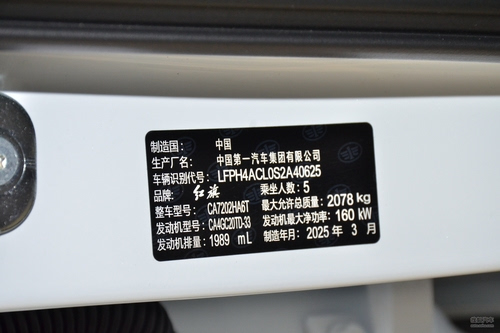 制造国： 中国
生产厂名： 中国第一汽车集团有限公司
车辆识别代号：LFPH4ACL0S2A40625
品牌： 红旗 乘坐人数：5
整车型号：CA7202HA6T 最大允许总质量：2078 kg
发动机型号：CA4GC20TD-33 发动机最大净功率：160 kW
发动机排量：1989 mL 制造年月：2025 年 3 月